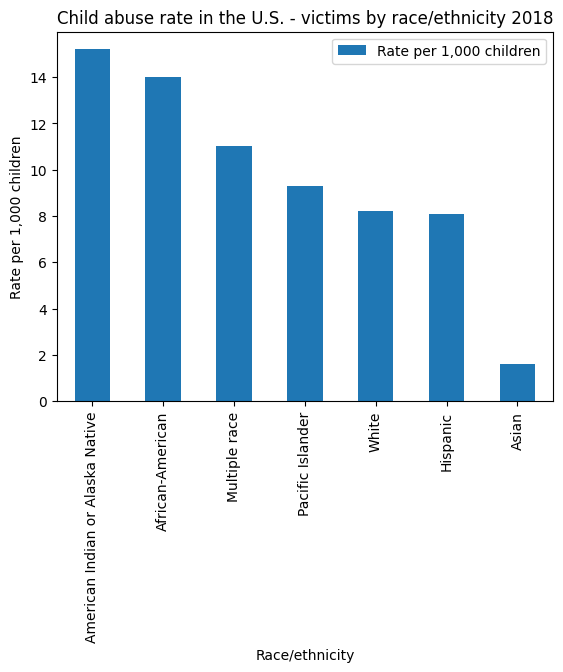 Child abuse rate in the U.S. - victims by race/ethnicity 2018
Rate per 1,000 children
Rate per 1,000 children
14
12
10
8
6
4
2
0
American Indian or Alaska Native
African-American
Multiple race
Pacific Islander
White
Hispanic
Asian
Race/ethnicity